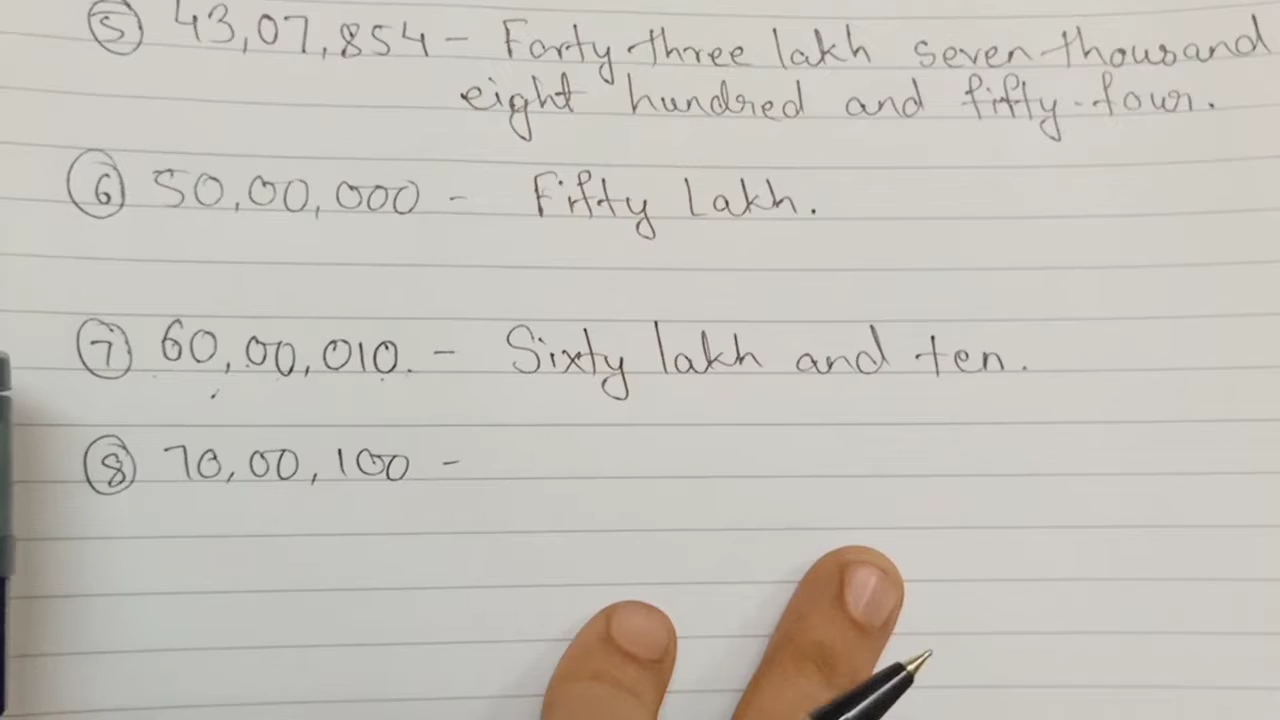 ⑤ 43,07,854 - Forty three lakh seven thousand
eight hundred and fifty-four.
⑥ 50,00,000 - Fifty Lakh.
⑦ 60,00,010. - Sixty lakh and ten.
⑧ 70,00,100 -